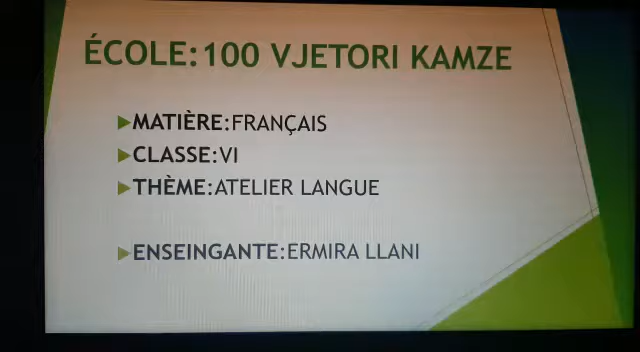 ÉCOLE:100 VJETORI KAMZE
MATIÈRE:FRANÇAIS
CLASSE:VI
THÈME:ATELIER LANGUE
ENSEINGANTE:ERMIRA LLANI